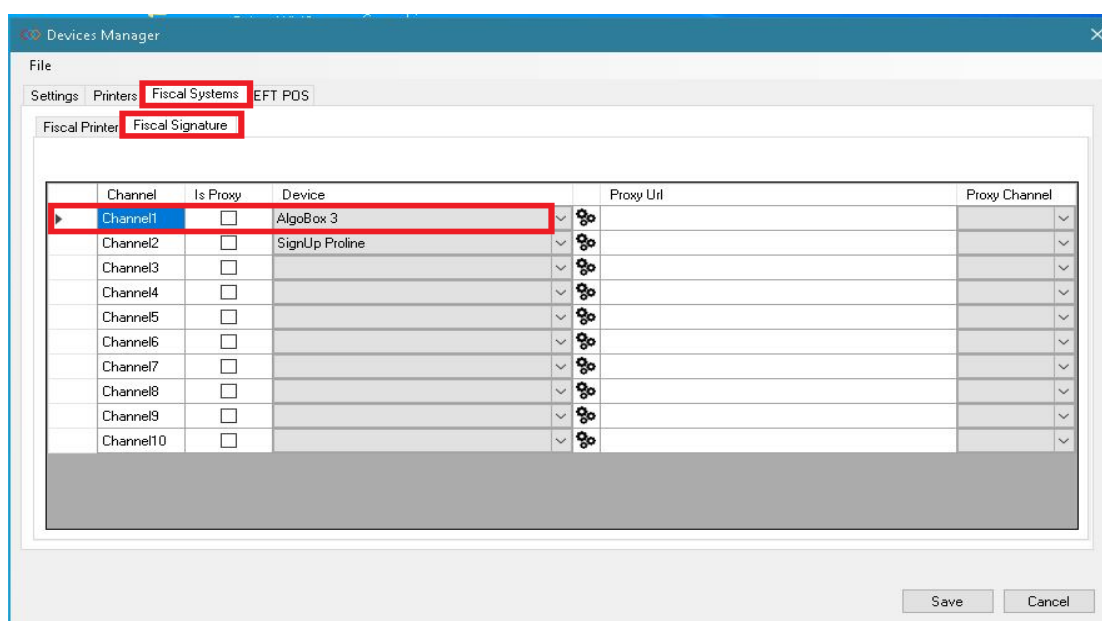 Devices Manager
File
Settings Printers Fiscal Systems EFT POS
Fiscal Printer Fiscal Signature
Channel Is Proxy Device Proxy Url Proxy Channel
Channel1 AlgoBox 3
Channel2 SignUp Proline
Channel3
Channel4
Channel5
Channel6
Channel7
Channel8
Channel9
Channel10
Save Cancel